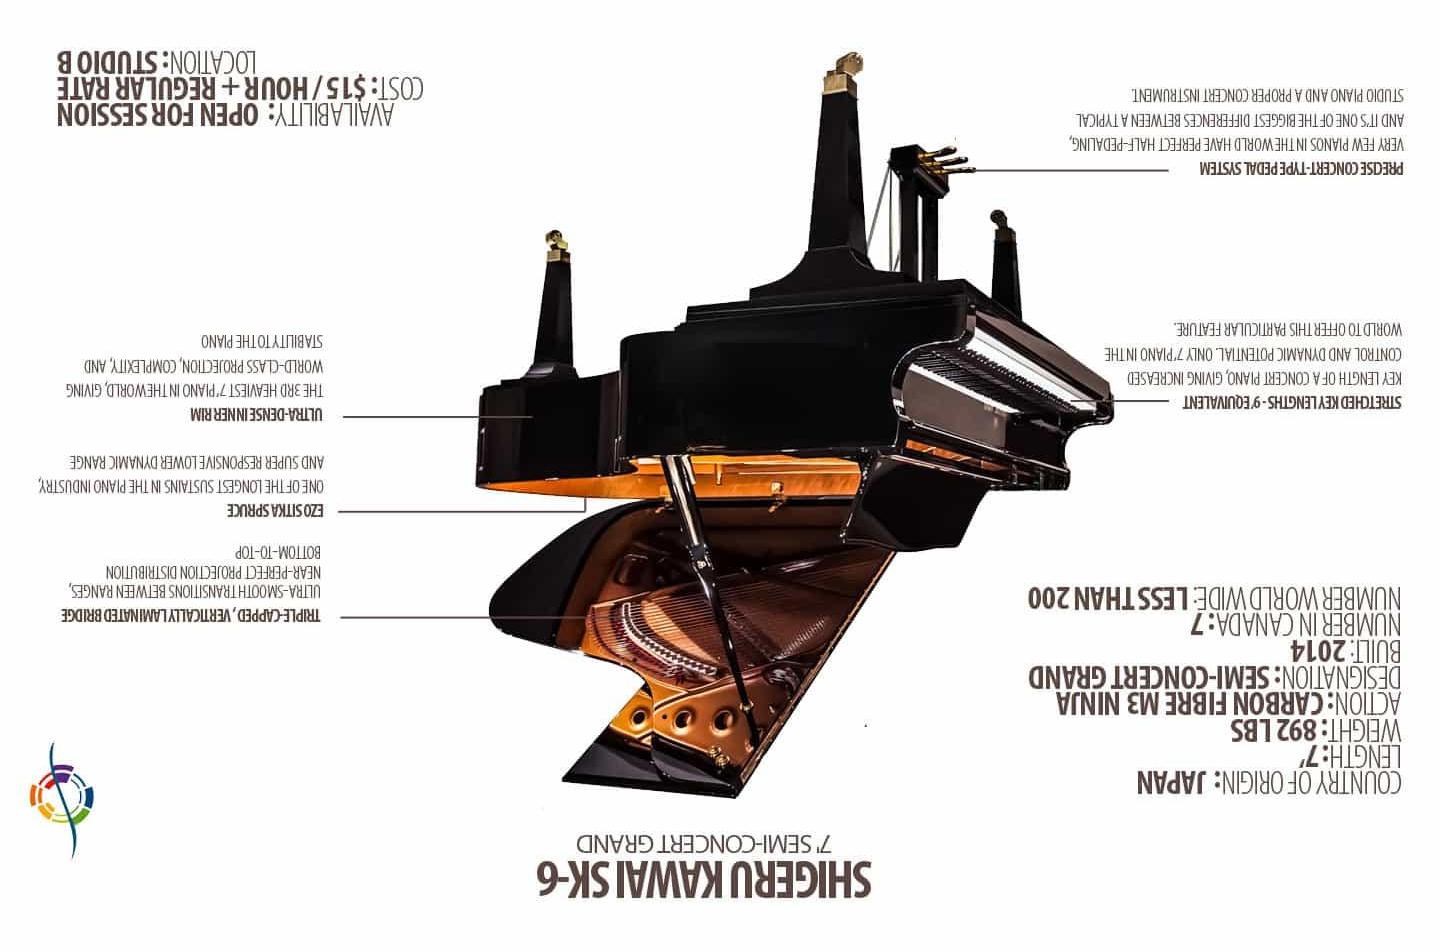 SHIGERU KAWAI SK-6
7' SEMI-CONCERT GRAND
COUNTRY OF ORIGIN: JAPAN
LENGTH: 7'
WEIGHT: 892 LBS
ACTION: CARBON FIBRE M3 NINJA
DESIGNATION: SEMI-CONCERT GRAND
BUILT: 2014
NUMBER IN CANADA: 7
NUMBER WORLD WIDE: LESS THAN 200
TRIPLE-CAPPED, VERTICALLY LAMINATED BRIDGE
ULTRA-SMOOTH TRANSITIONS BETWEEN RANGES,
NEAR-PERFECT PROJECTION DISTRIBUTION
BOTTOM-TO-TOP
EZO SITKA SPRUCE
ONE OF THE LONGEST SUSTAINS IN THE PIANO INDUSTRY,
AND SUPER RESPONSIVE LOWER DYNAMIC RANGE
STRETCHED KEY LENGTHS - 9' EQUIVALENT
KEY LENGTH OF A CONCERT PIANO, GIVING INCREASED
CONTROL AND DYNAMIC POTENTIAL. ONLY 7' PIANO IN THE
WORLD TO OFFER THIS PARTICULAR FEATURE.
ULTRA-DENSE INNER RIM
THE 3RD HEAVIEST 7' PIANO IN THE WORLD, GIVING
WORLD-CLASS PROJECTION, COMPLEXITY, AND
STABILITY TO THE PIANO
PRECISE CONCERT-TYPE PEDAL SYSTEM
VERY FEW PIANOS IN THE WORLD HAVE PERFECT HALF-PEDALING,
AND IT'S ONE OF THE BIGGEST DIFFERENCES BETWEEN A TYPICAL
STUDIO PIANO AND A PROPER CONCERT INSTRUMENT.
AVAILABILITY: OPEN FOR SESSION
COST: $15 / HOUR + REGULAR RATE
LOCATION: STUDIO B